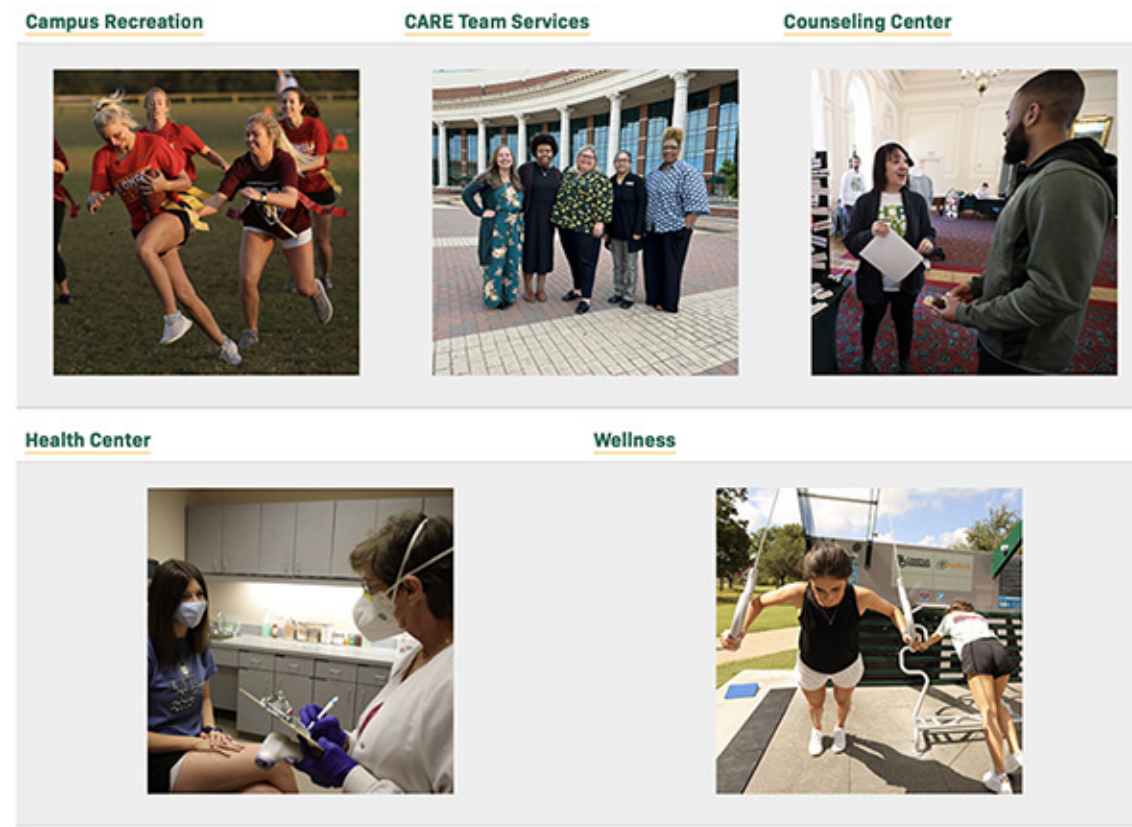 Campus Recreation
CARE Team Services
Counseling Center
Health Center
Wellness